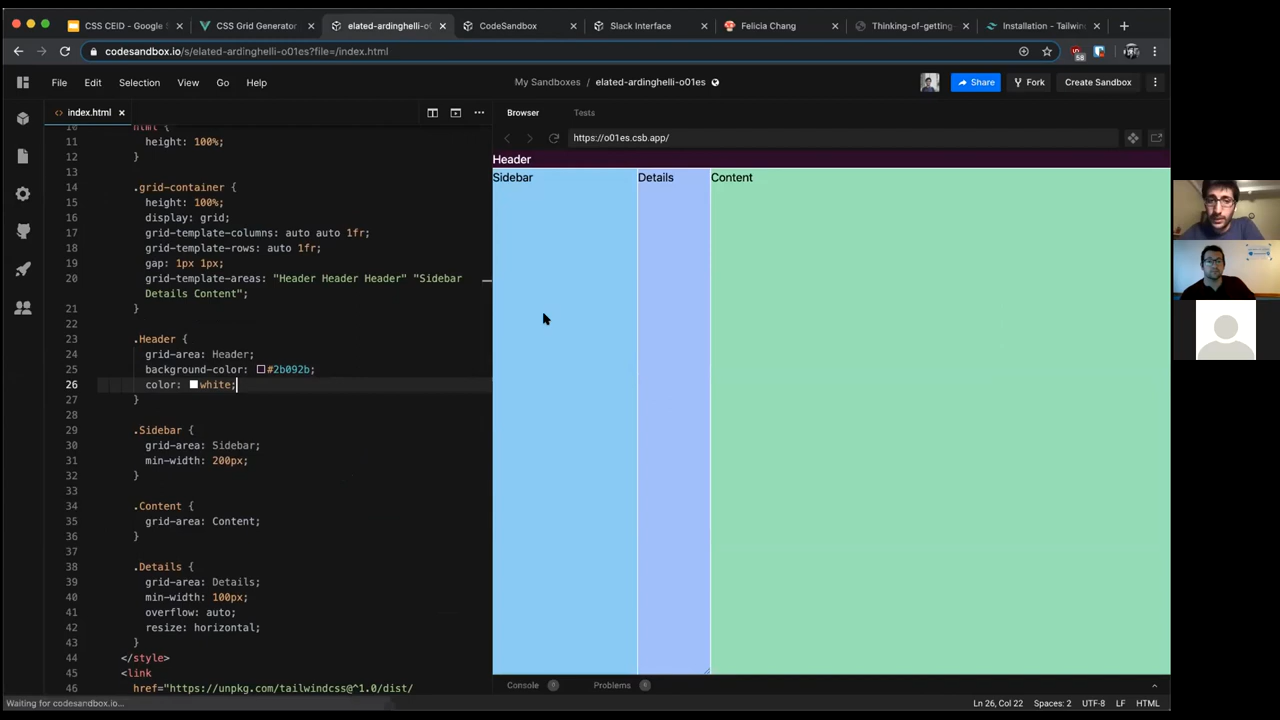 CSS CEID - Google
CSS Grid Generator
elated-ardinghelli-o01es
CodeSandbox
Slack Interface
Felicia Chang
Thinking-of-getting
Installation - Tailwin
codesandbox.io/s/elated-ardinghelli-o01es?file=/index.html
58
File Edit View Go Help
My Sandboxes / elated-ardinghelli-o01es
Share
Fork
Create Sandbox
index.html
Browser
Tests
https://o01es.csb.app/
10 html {
11 height: 100%;
12 }
13
14 .grid-container {
15 height: 100%;
16 display: grid;
17 grid-template-columns: auto auto 1fr;
18 grid-template-rows: auto 1fr;
19 gap: 1px 1px;
20 grid-template-areas: "Header Header Header" "Sidebar
Details Content";
21 }
22
23 .Header {
24 grid-area: Header;
25 background-color: #2b092b;
26 color: white;
27 }
28
29 .Sidebar {
30 grid-area: Sidebar;
31 min-width: 200px;
32 }
33
34 .Content {
35 grid-area: Content;
36 }
37
38 .Details {
39 grid-area: Details;
40 min-width: 100px;
41 overflow: auto;
42 resize: horizontal;
43 }
44 </style>
45 <link
46 href="https://unpkg.com/tailwindcss@^1.0/dist/
Header
Sidebar
Details
Content
Console 0
Problems 0
Waiting for codesandbox.io...
Ln 26, Col 22
Spaces: 2
UTF-8
LF
HTML